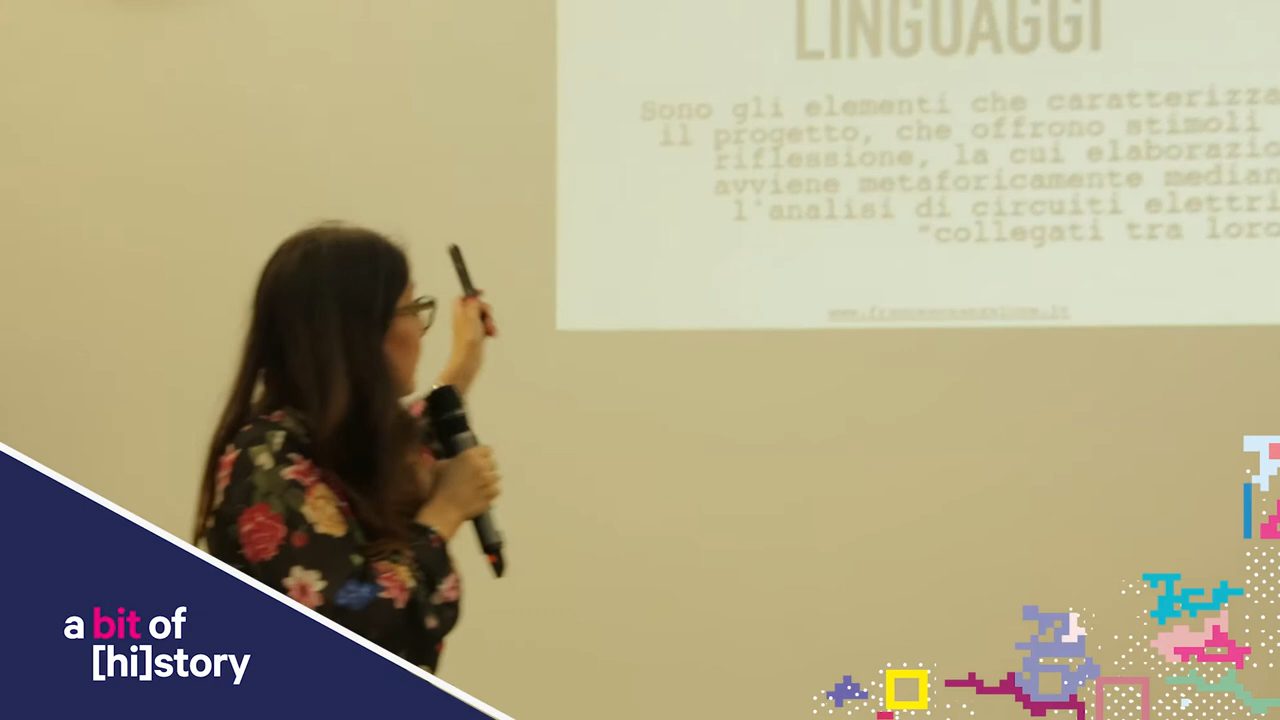 LINGUAGGI
Sono gli elementi che caratterizza
il progetto, che offrono stimoli
riflessione, la cui elaborazio
avviene metaforicamente median
l'analisi di circuiti elettri
"collegati tra loro
a bit of
[hi]story